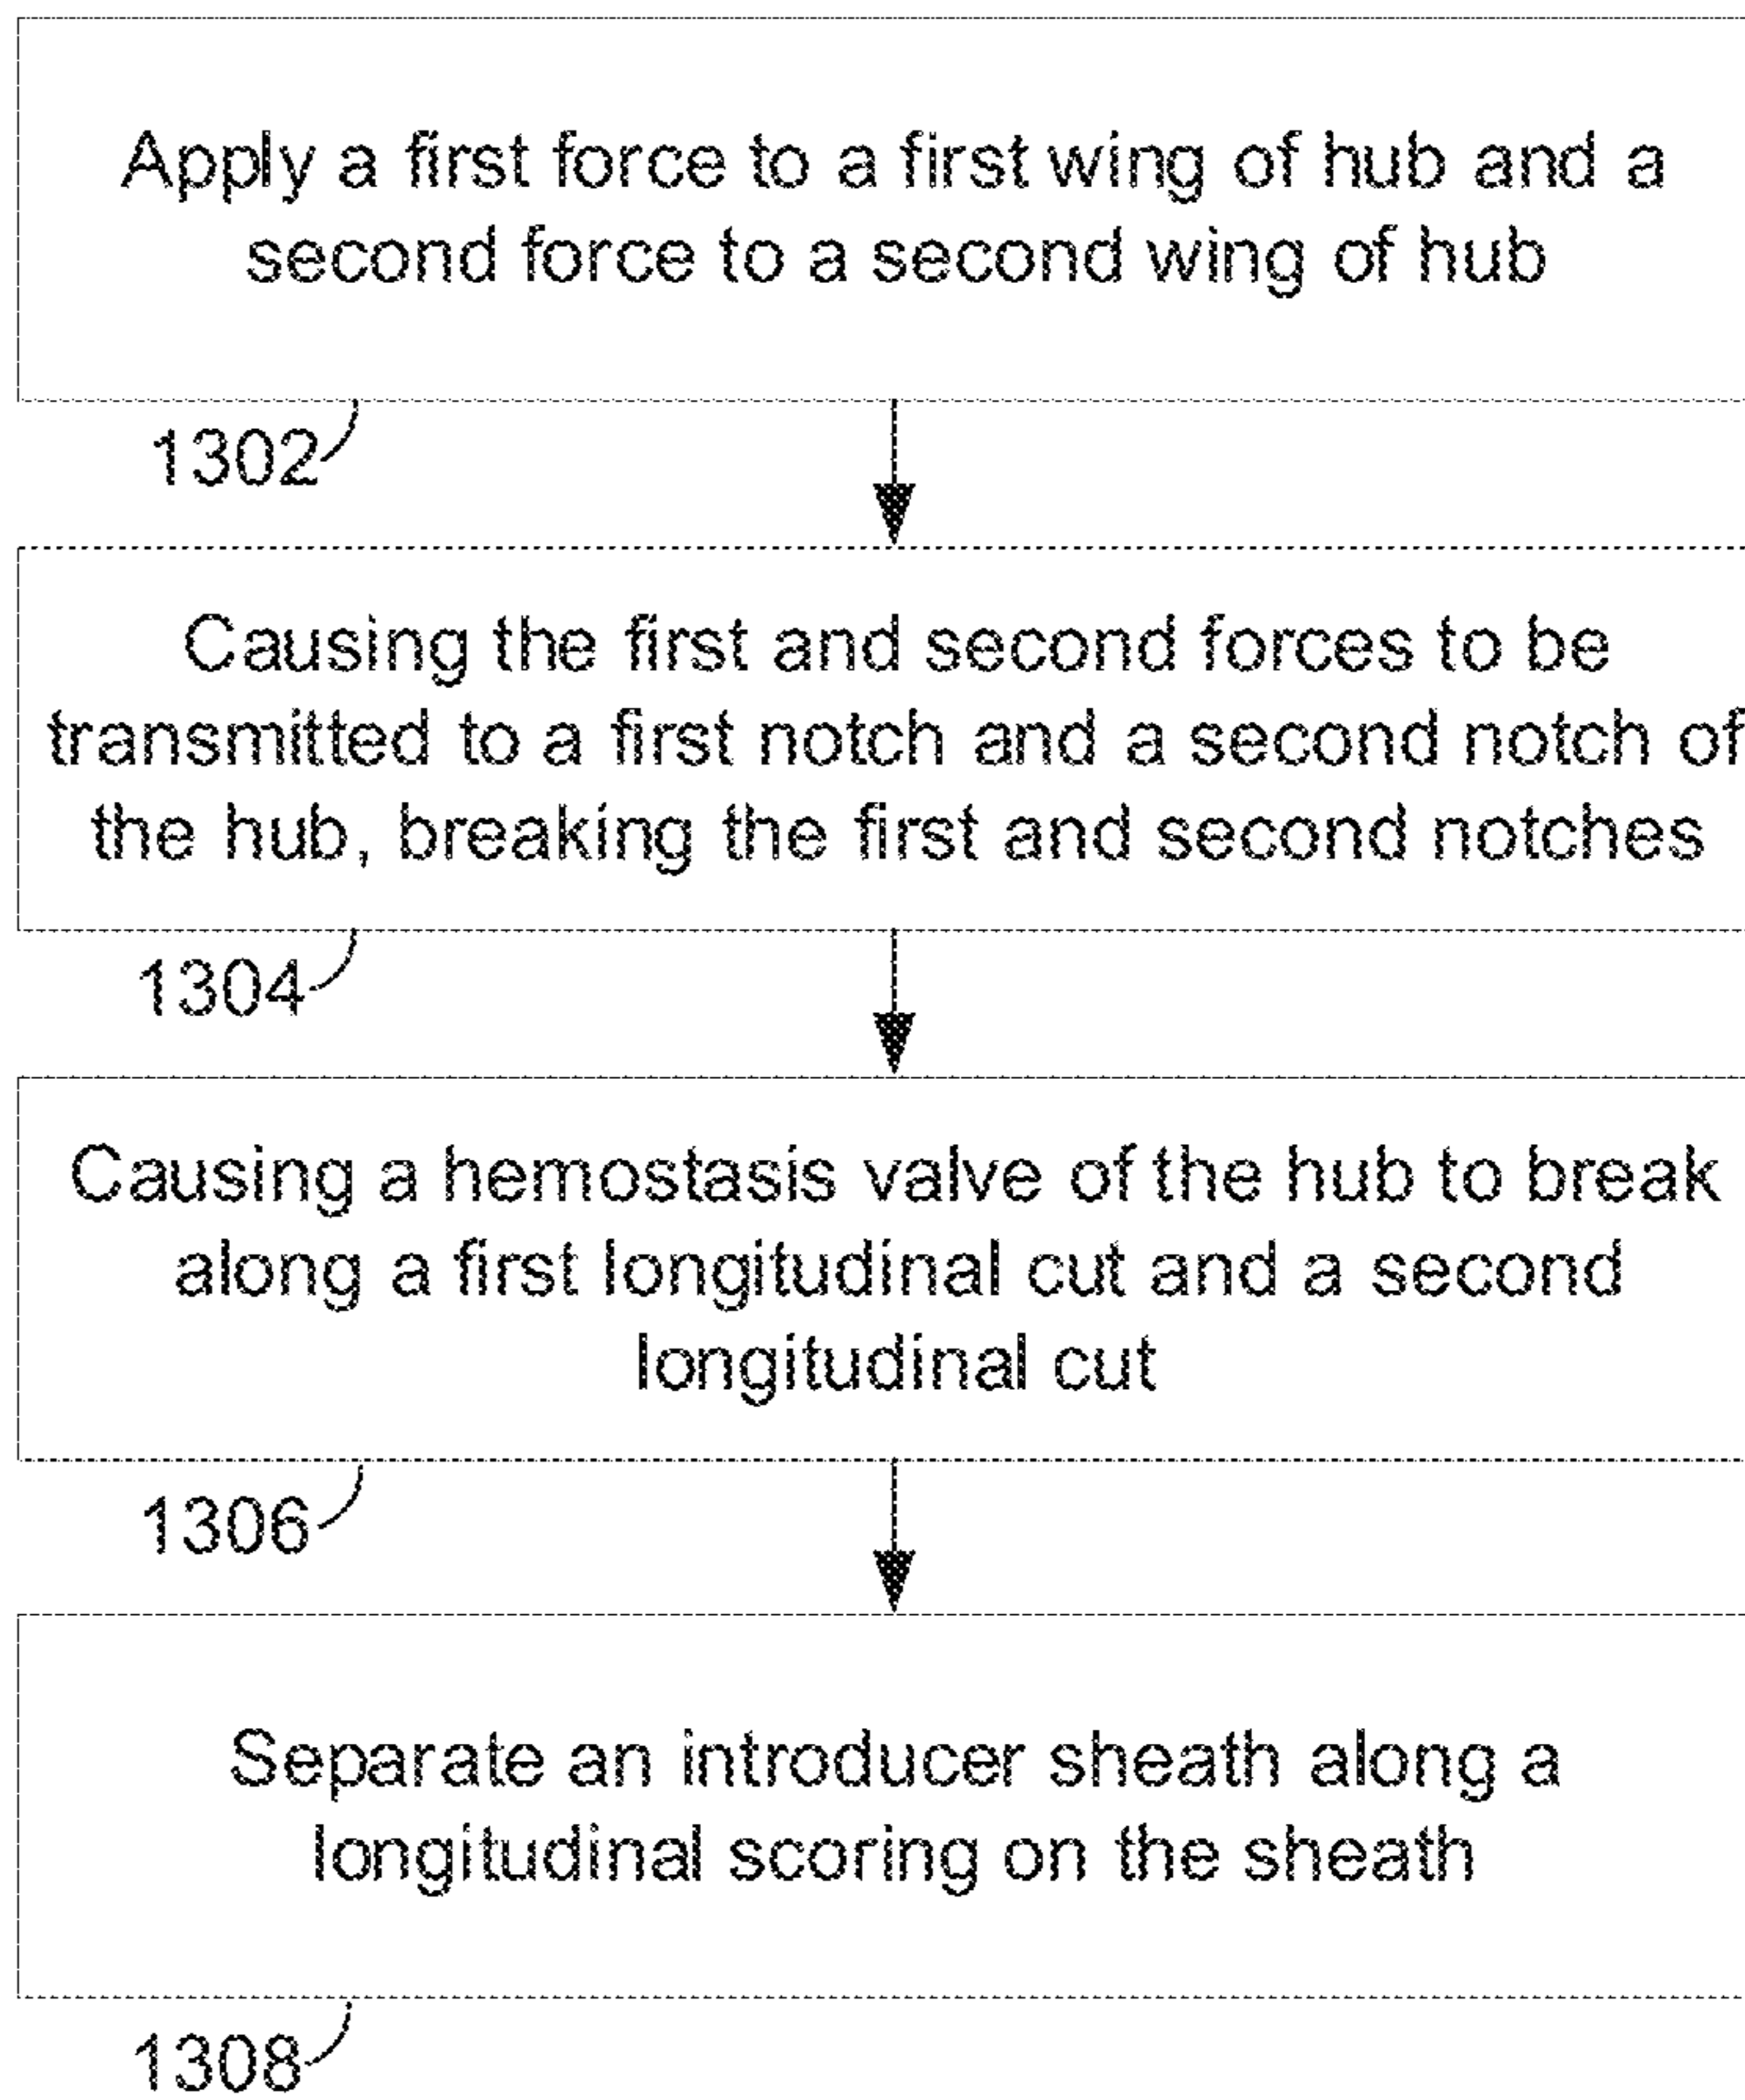 Apply a first force to a first wing of hub and a
second force to a second wing of hub
1302
Causing the first and second forces to be
transmitted to a first notch and a second notch of
the hub, breaking the first and second notches
1304
Causing a hemostasis valve of the hub to break
along a first longitudinal cut and a second
longitudinal cut
1306
Separate an introducer sheath along a
longitudinal scoring on the sheath
1308